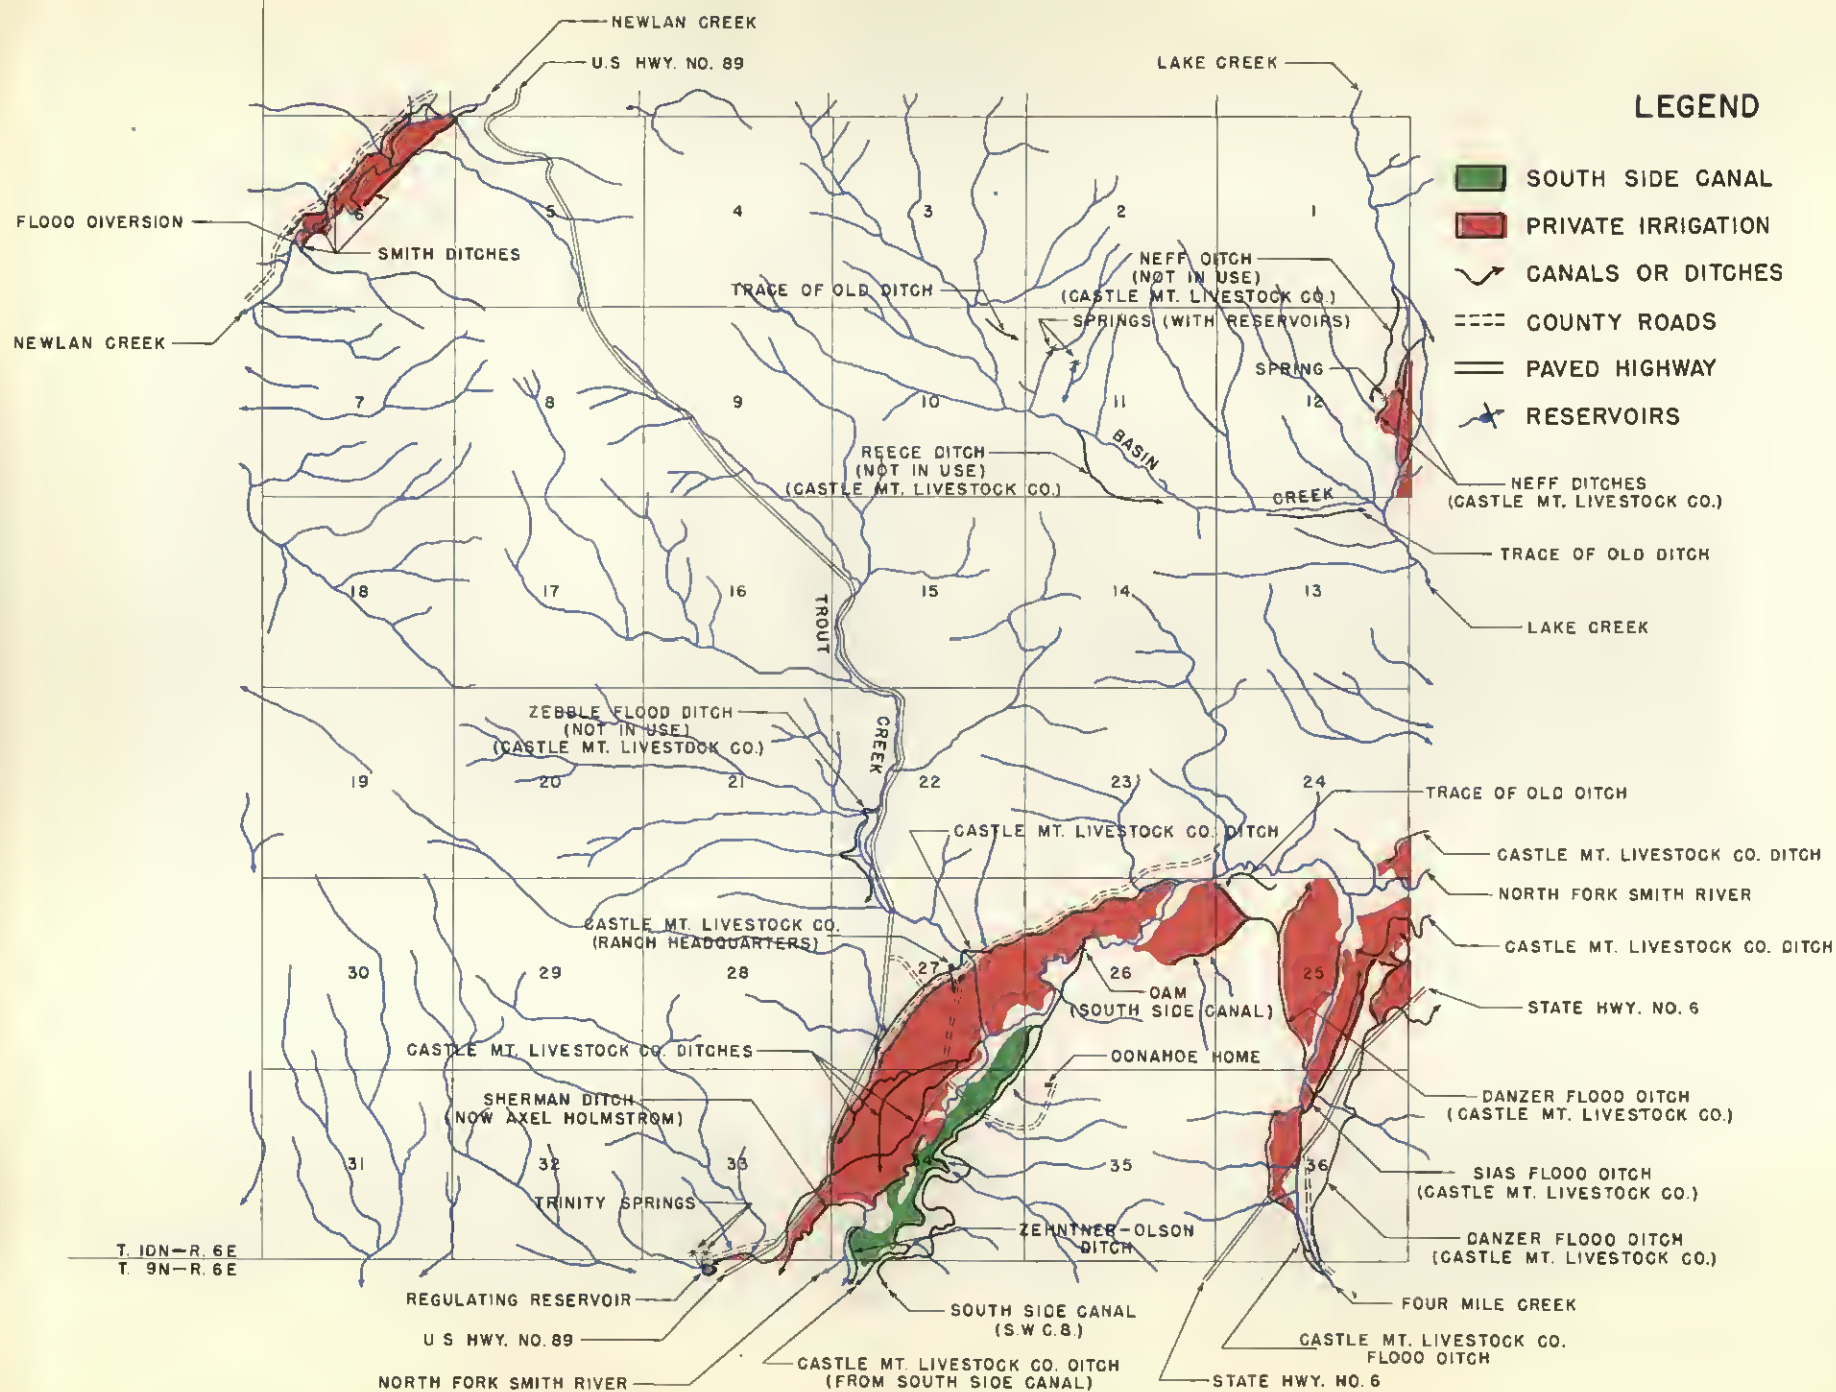 NEWLAN CREEK
U.S HWY. NO. 89
LAKE CREEK
LEGEND
SOUTH SIDE CANAL
PRIVATE IRRIGATION
CANALS OR DITCHES
COUNTY ROADS
PAVED HIGHWAY
RESERVOIRS
6
5
4
3
2
1
FLOOD DIVERSION
SMITH DITCHES
NEFF DITCH
(NOT IN USE)
(CASTLE MT. LIVESTOCK CO.)
TRACE OF OLD DITCH
SPRINGS (WITH RESERVOIRS)
NEWLAN CREEK
SPRING
7
8
9
10
11
12
BASIN
CREEK
REECE DITCH
(NOT IN USE)
(CASTLE MT. LIVESTOCK CO.)
NEFF DITCHES
(CASTLE MT. LIVESTOCK CO.)
TRACE OF OLD DITCH
18
17
16
15
14
13
TROUT
CREEK
LAKE CREEK
ZEBBLE FLOOD DITCH
(NOT IN USE)
(CASTLE MT. LIVESTOCK CO.)
19
20
21
22
23
24
TRACE OF OLD DITCH
CASTLE MT. LIVESTOCK CO. DITCH
CASTLE MT. LIVESTOCK CO. DITCH
NORTH FORK SMITH RIVER
CASTLE MT. LIVESTOCK CO.
(RANCH HEADQUARTERS)
CASTLE MT. LIVESTOCK CO. DITCH
30
29
28
27
26
25
DAM
(SOUTH SIDE CANAL)
STATE HWY. NO. 6
CASTLE MT. LIVESTOCK CO. DITCHES
DONAHOE HOME
SHERMAN DITCH
(NOW AXEL HOLMSTROM)
DANZER FLOOD DITCH
(CASTLE MT. LIVESTOCK CO.)
31
32
33
34
35
36
SIAS FLOOD DITCH
(CASTLE MT. LIVESTOCK CO.)
TRINITY SPRINGS
ZEHNTNER-OLSON
DITCH
DANZER FLOOD DITCH
(CASTLE MT. LIVESTOCK CO.)
T. 10N-R. 6E
T. 9N-R. 6E
REGULATING RESERVOIR
SOUTH SIDE CANAL
(S.W C.B.)
FOUR MILE CREEK
U S HWY. NO. 89
CASTLE MT. LIVESTOCK CO.
FLOOD DITCH
CASTLE MT. LIVESTOCK CO. DITCH
(FROM SOUTH SIDE CANAL)
NORTH FORK SMITH RIVER
STATE HWY. NO. 6